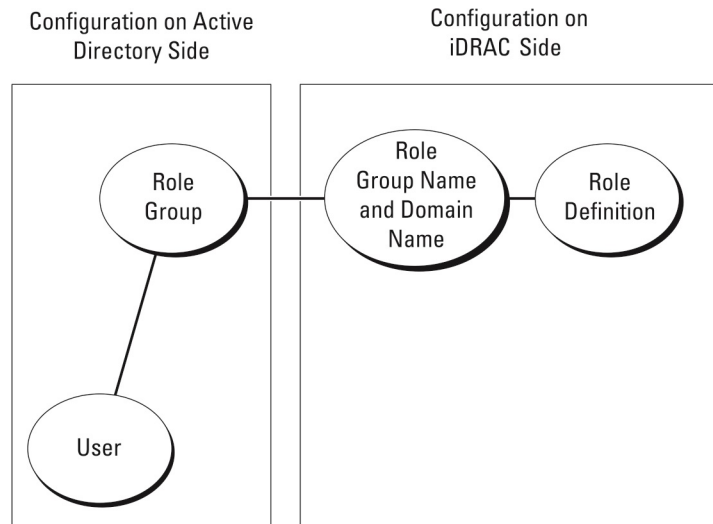 Configuration on Active
Directory Side
Configuration on
iDRAC Side
Role
Group
Role
Group Name
and Domain
Name
Role
Definition
User